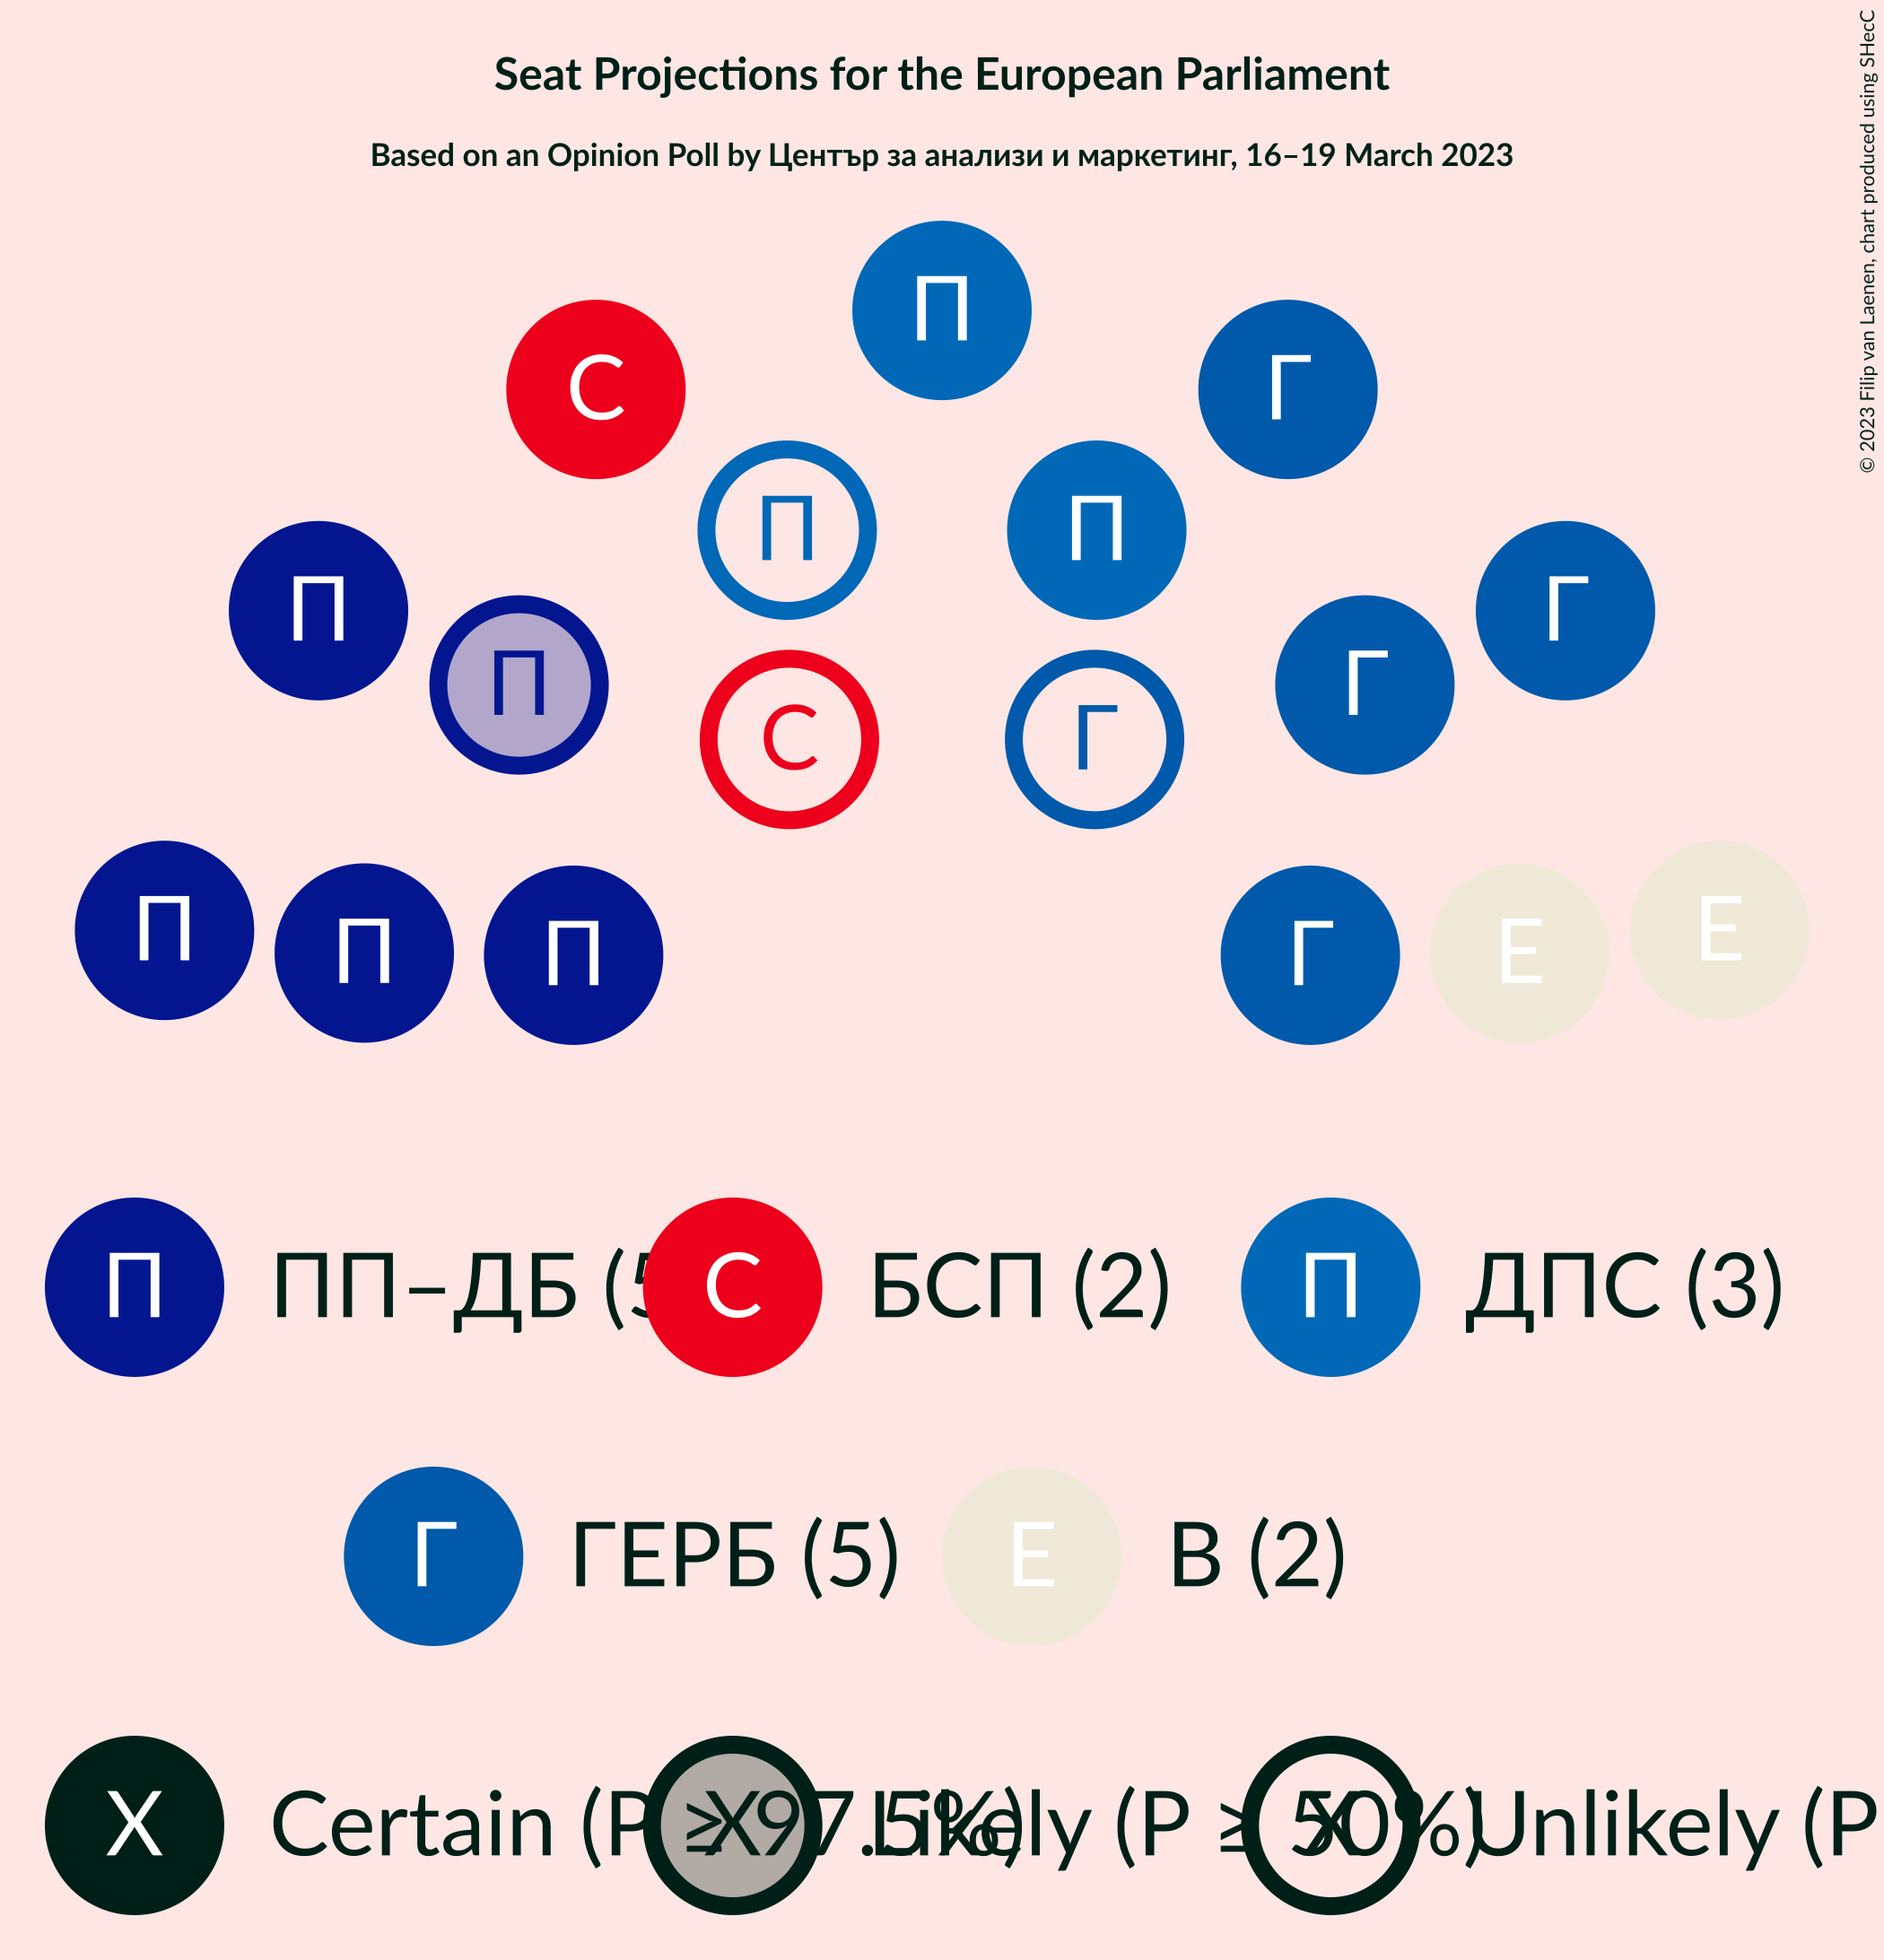 Seat Projections for the European Parliament
Based on an Opinion Poll by Център за анализи и маркетинг, 16–19 March 2023
© 2023 Filip van Laenen, chart produced using SHecC
П
С Г
П П
П Г
П Г
С Г
П Е
П Е
П Г
П ПП–ДБ (5 С БСП (2) П ДПС (3)
Г ГЕРБ (5) Е В (2)
X Certain (P ≥ 97.5%) X Likely (P ≥ 50%) X Unlikely (P